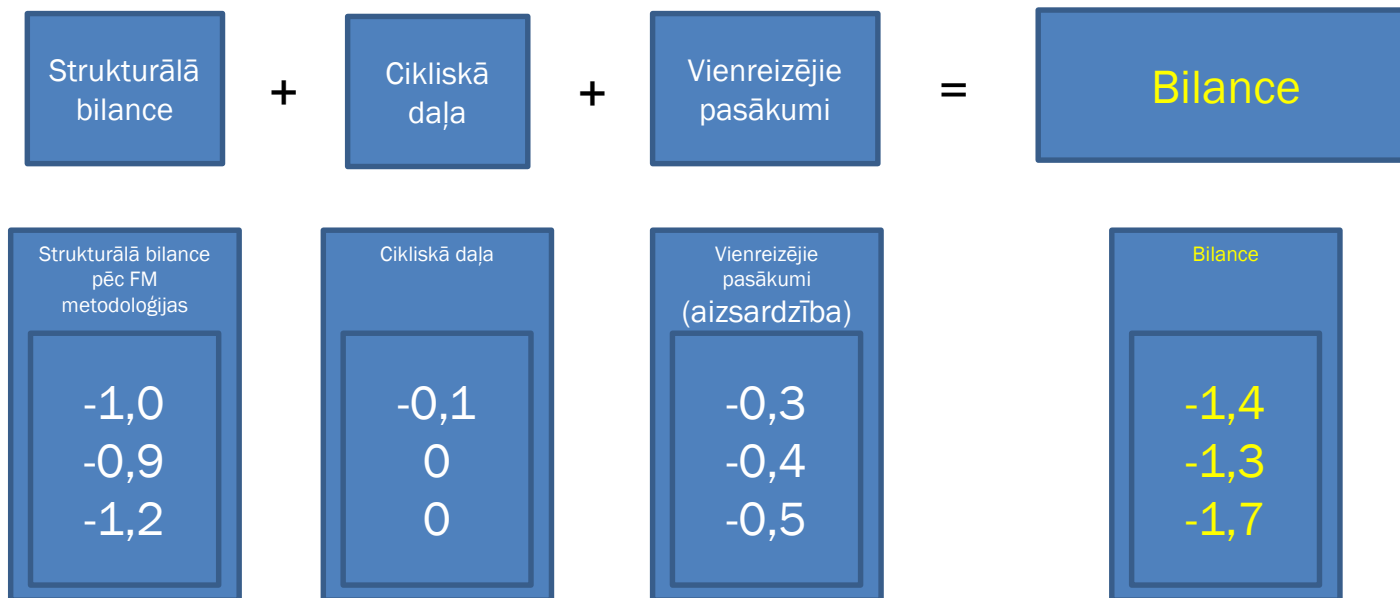 Strukturālā
bilance
+
Cikliskā
daļa
+
Vienreizējie
pasākumi
=
Bilance
Strukturālā bilance
pēc FM
metodoloģijas
-1,0
-0,9
-1,2
Cikliskā daļa
-0,1
0
0
Vienreizējie
pasākumi
(aizsardzība)
-0,3
-0,4
-0,5
Bilance
-1,4
-1,3
-1,7